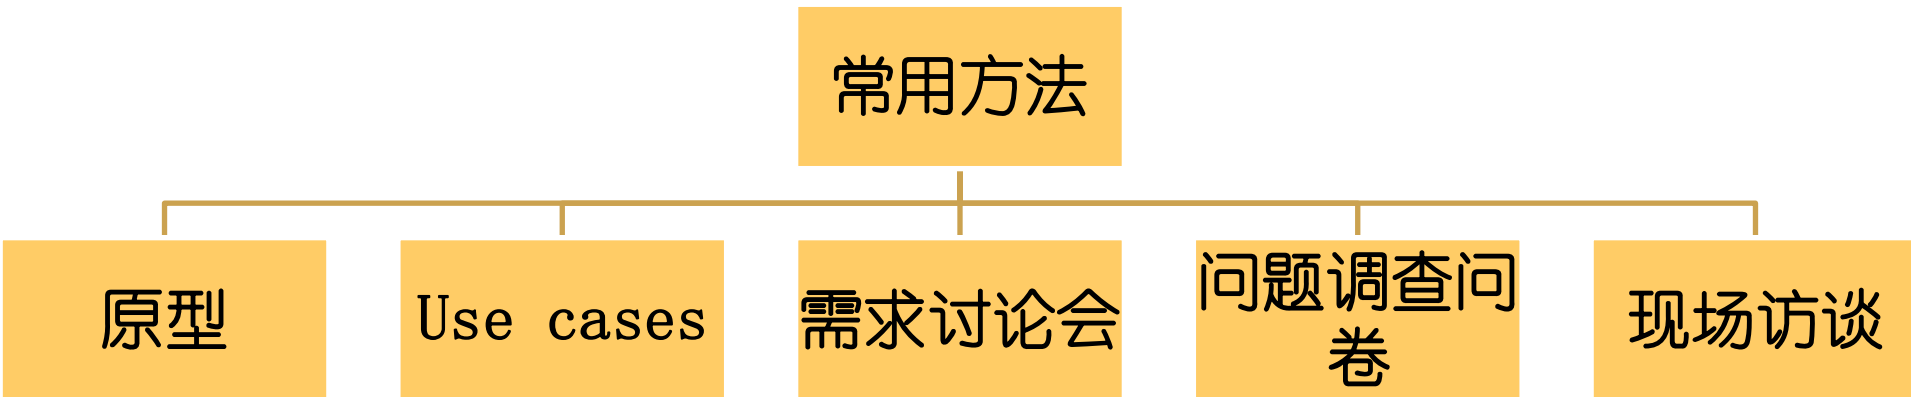 常用方法
原型
Use cases
需求讨论会
问题调查问
卷
现场访谈